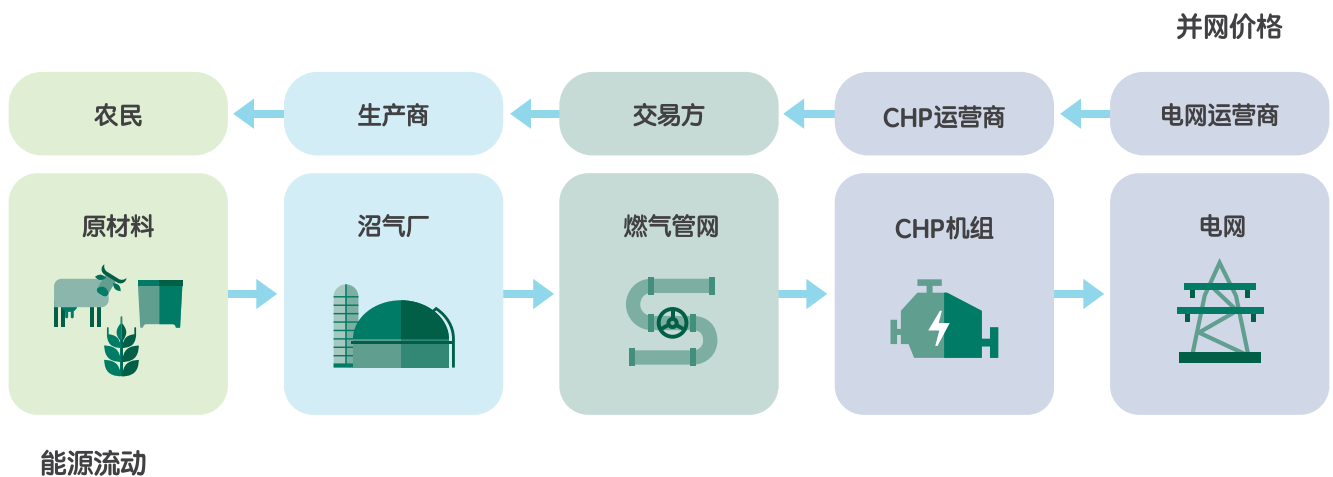 并网价格
农民
生产商
交易方
CHP运营商
电网运营商
原材料
沼气厂
燃气管网
CHP机组
电网
能源流动